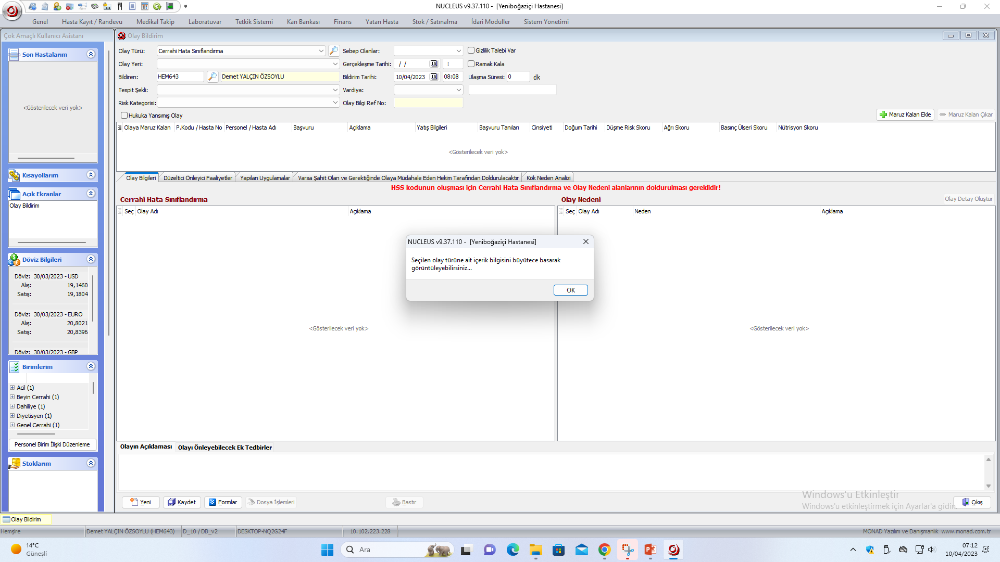 NUCLEUS v9.37.110 - [Yeniboğaziçi Hastanesi]
Genel Hasta Kayıt / Randevu Medikal Takip Laboratuvar Tetkik Sistemi Kan Bankası Finans Yatan Hasta Stok / Satınalma İdari Modüller Sistem Yönetimi
Çok Amaçlı Kullanıcı Asistanı
Son Hastalarım
<Gösterilecek veri yok>
Kısayollarım
Açık Ekranlar
Olay Bildirim
Döviz Bilgileri
Döviz: 30/03/2023 - USD
Alış: 19,1460
Satış: 19,1804
Döviz: 30/03/2023 - EURO
Alış: 20,8021
Satış: 20,8396
Döviz: 30/03/2023 - GBP
Birimlerim
Acil (1)
Beyin Cerrahi (1)
Dahiliye (1)
Diyetisyen (1)
Genel Cerrahi (1)
Personel Birim İlişki Düzenleme
Stoklarım
Olay Bildirim
Olay Türü: Cerrahi Hata Sınıflandırma Sebep Olanlar: Gizlilik Talebi Var
Olay Yeri: Gerçekleşme Tarihi: / / 15 : Ramak Kala
Bildiren: HEM643 Demet YALÇIN ÖZSOYLU Bildirim Tarihi: 10/04/2023 15 08:08 Ulaşma Süresi: 0 dk
Tespit Şekli: Vardiya:
Risk Kategorisi: Olay Bilgi Ref No:
Hukuka Yansımış Olay Maruz Kalan Ekle Maruz Kalan Çıkar
Olaya Maruz Kalan P.Kodu / Hasta No Personel / Hasta Adı Başvuru Açıklama Yatış Bilgileri Başvuru Tanıları Cinsiyeti Doğum Tarihi Düşme Risk Skoru Ağrı Skoru Basınç Ülseri Skoru Nütrisyon Skoru
<Gösterilecek veri yok>
Olay Bilgileri Düzeltici Önleyici Faaliyetler Yapılan Uygulamalar Varsa Şahit Olan ve Gerektiğinde Olaya Müdahale Eden Hekim Tarafından Doldurulacaktır Kök Neden Analizi
HSS kodunun oluşması için Cerrahi Hata Sınıflandırma ve Olay Nedeni alanlarının doldurulması gereklidir!
Cerrahi Hata Sınıflandırma Olay Nedeni Olay Detay Oluştur
Seç Olay Adı Açıklama Seç Olay Adı Neden Açıklama
NUCLEUS v9.37.110 - [Yeniboğaziçi Hastanesi]
Seçilen olay türüne ait içerik bilgisini büyütece basarak
görüntüleyebilirsiniz...
OK
<Gösterilecek veri yok> <Gösterilecek veri yok>
Olayın Açıklaması Olayı Önleyebilecek Ek Tedbirler
Windows'u Etkinleştir
Windows'u etkinleştirmek için Ayarlar'a gidin.
Yeni Kaydet Formlar Dosya İşlemleri Bastır Çıkış
Olay Bildirim
Hemşire Demet YALÇIN ÖZSOYLU (HEM643) D_10 / DB_v2 DESKTOP-NQ2G24F 10.102.223.228 MONAD Yazılım ve Danışmanlık www.monad.com.tr
14°C
Güneşli
Ara
07:12
10/04/2023